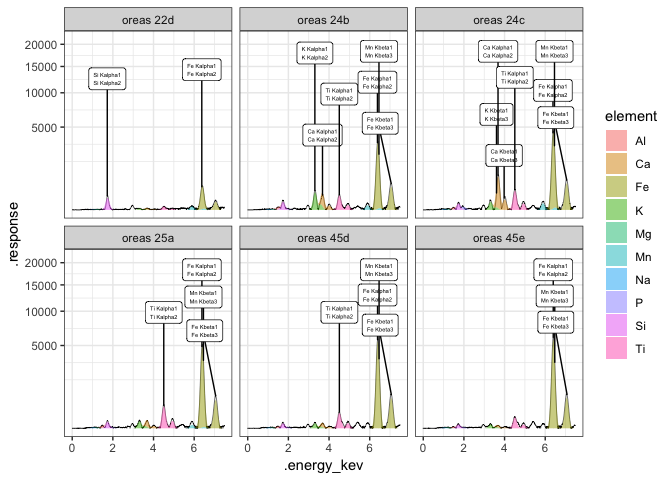 oreas 22d
oreas 24b
oreas 24c
20000
15000
10000
5000
Si Kalpha1
Si Kalpha2
Fe Kalpha1
Fe Kalpha2
K Kalpha1
K Kalpha2
Mn Kbeta1
Mn Kbeta3
Fe Kalpha1
Fe Kalpha2
Ti Kalpha1
Ti Kalpha2
Fe Kbeta1
Fe Kbeta3
Ca Kalpha1
Ca Kalpha2
Ca Kalpha1
Ca Kalpha2
Mn Kbeta1
Mn Kbeta3
Ti Kalpha1
Ti Kalpha2
Fe Kalpha1
Fe Kalpha2
K Kbeta1
K Kbeta3
Fe Kbeta1
Fe Kbeta3
Ca Kbeta1
Ca Kbeta3
oreas 25a
oreas 45d
oreas 45e
20000
15000
10000
5000
Fe Kalpha1
Fe Kalpha2
Mn Kbeta1
Mn Kbeta3
Ti Kalpha1
Ti Kalpha2
Fe Kbeta1
Fe Kbeta3
Mn Kbeta1
Mn Kbeta3
Fe Kalpha1
Fe Kalpha2
Ti Kalpha1
Ti Kalpha2
Fe Kbeta1
Fe Kbeta3
Fe Kalpha1
Fe Kalpha2
Mn Kbeta1
Mn Kbeta3
Fe Kbeta1
Fe Kbeta3
0 2 4 6
0 2 4 6
0 2 4 6
.energy_kev
.response
element
Al
Ca
Fe
K
Mg
Mn
Na
P
Si
Ti